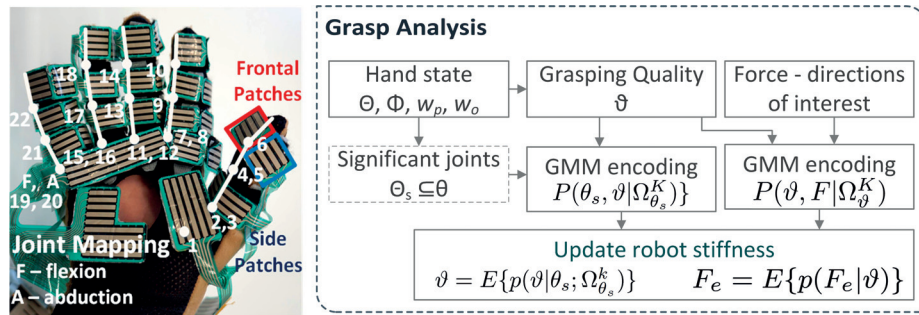 18
14
10
Frontal
Patches
22
17
13
9
7, 8
6
21
15, 16
11, 12
4,5
F, A
19, 20
2,3
1
Joint Mapping
F – flexion
A – abduction
Side
Patches
Grasp Analysis
Hand state
Θ, Φ, w_p, w_o
Grasping Quality
ϑ
Force - directions
of interest
Significant joints
Θ_s ⊆θ
GMM encoding
P(θ_s, ϑ|Ω^K_{θ_s})}
GMM encoding
P(ϑ, F|Ω^K_ϑ)
Update robot stiffness
ϑ = E{p(ϑ|θ_s; Ω^k_{θ_s})}
F_e = E{p(F_e|ϑ)}